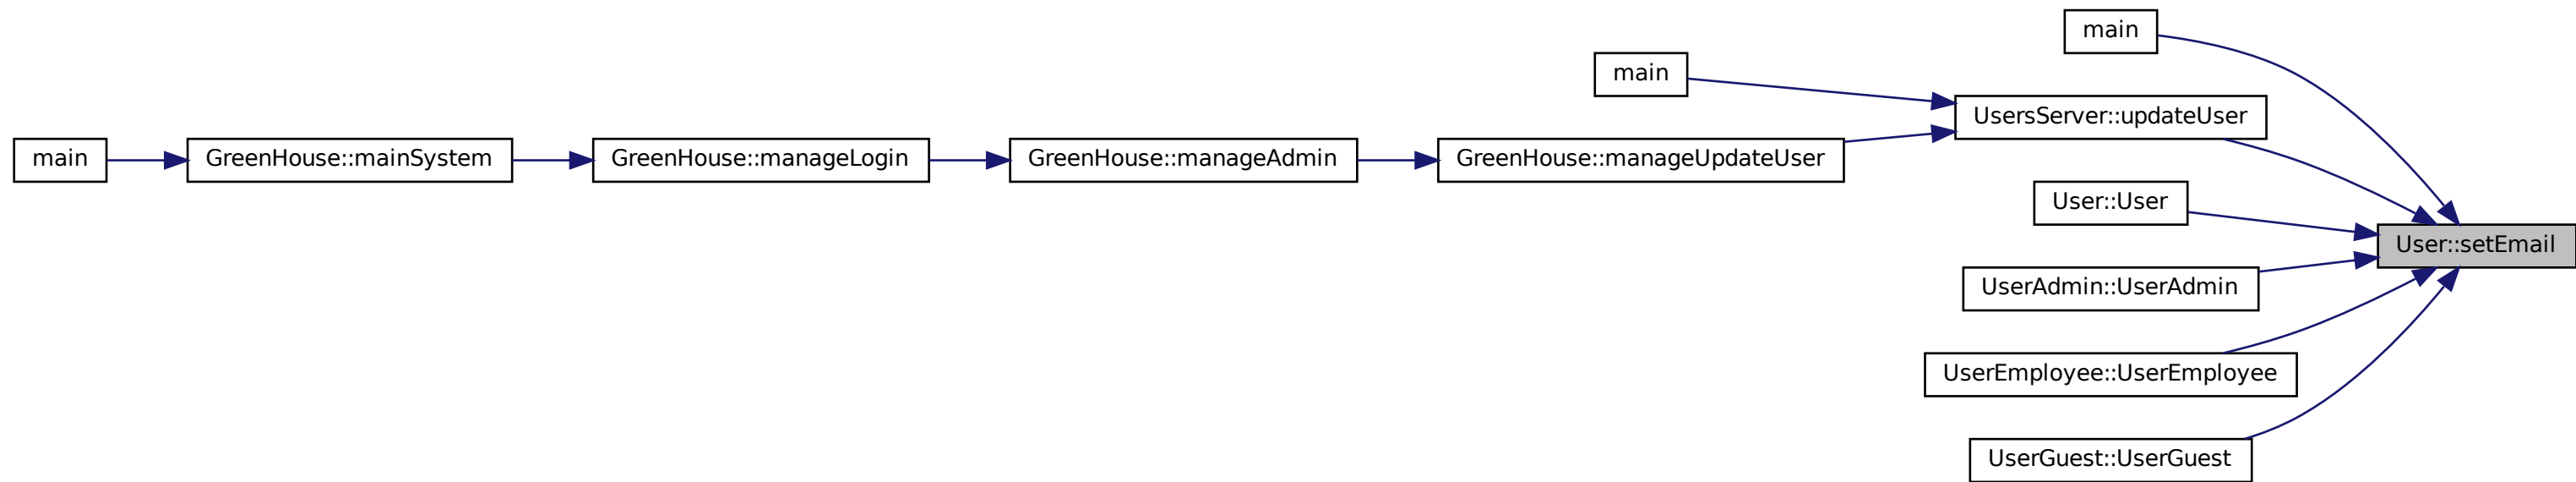 main
main
UsersServer::updateUser
main
GreenHouse::mainSystem
GreenHouse::manageLogin
GreenHouse::manageAdmin
GreenHouse::manageUpdateUser
User::User
User::setEmail
UserAdmin::UserAdmin
UserEmployee::UserEmployee
UserGuest::UserGuest